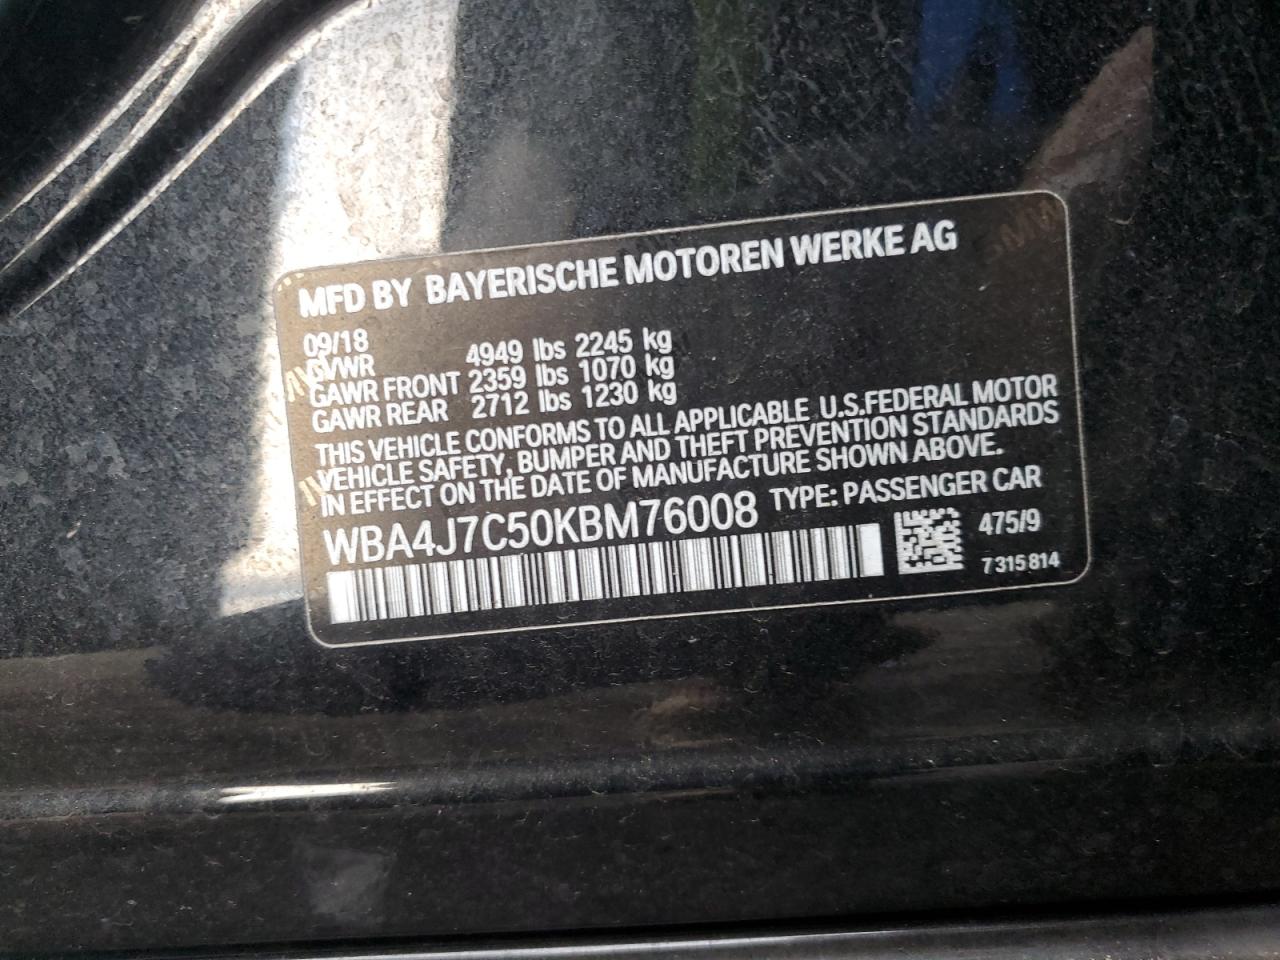 MFD BY BAYERISCHE MOTOREN WERKE AG
09/18
GVWR 4949 lbs 2245 kg
GAWR FRONT 2359 lbs 1070 kg
GAWR REAR 2712 lbs 1230 kg
THIS VEHICLE CONFORMS TO ALL APPLICABLE U.S.FEDERAL MOTOR
VEHICLE SAFETY, BUMPER AND THEFT PREVENTION STANDARDS
IN EFFECT ON THE DATE OF MANUFACTURE SHOWN ABOVE.
WBA4J7C50KBM76008 TYPE: PASSENGER CAR
475/9
7 315 814